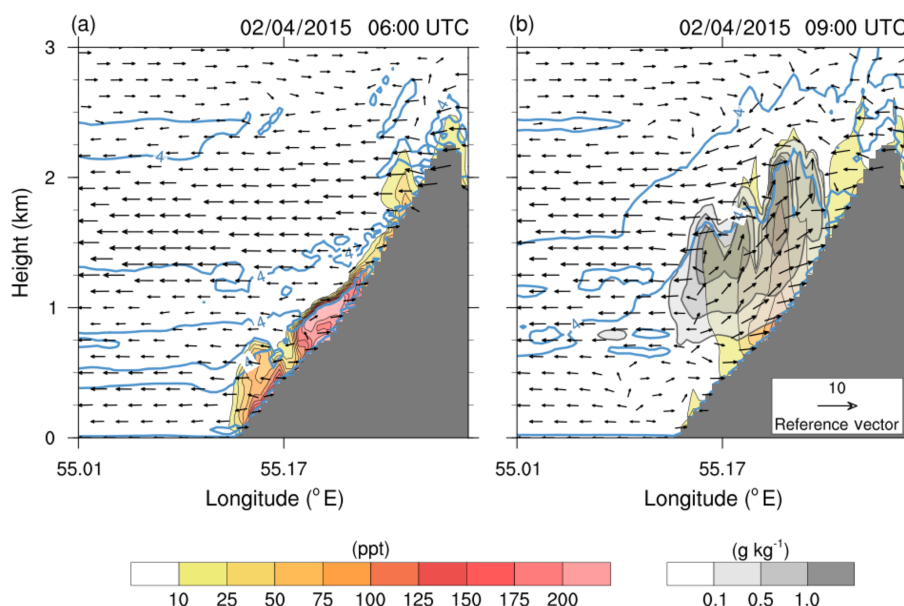 (a) 02/04/2015 06:00 UTC
(b) 02/04/2015 09:00 UTC
3
2
1
0
Height (km)
4
4
4
4
4
4
4
4
55.01 55.17
Longitude (°E)
55.01 55.17
Longitude (°E)
10
Reference vector
(ppt)
10 25 50 75 100 125 150 175 200
(g kg⁻¹)
0.1 0.5 1.0